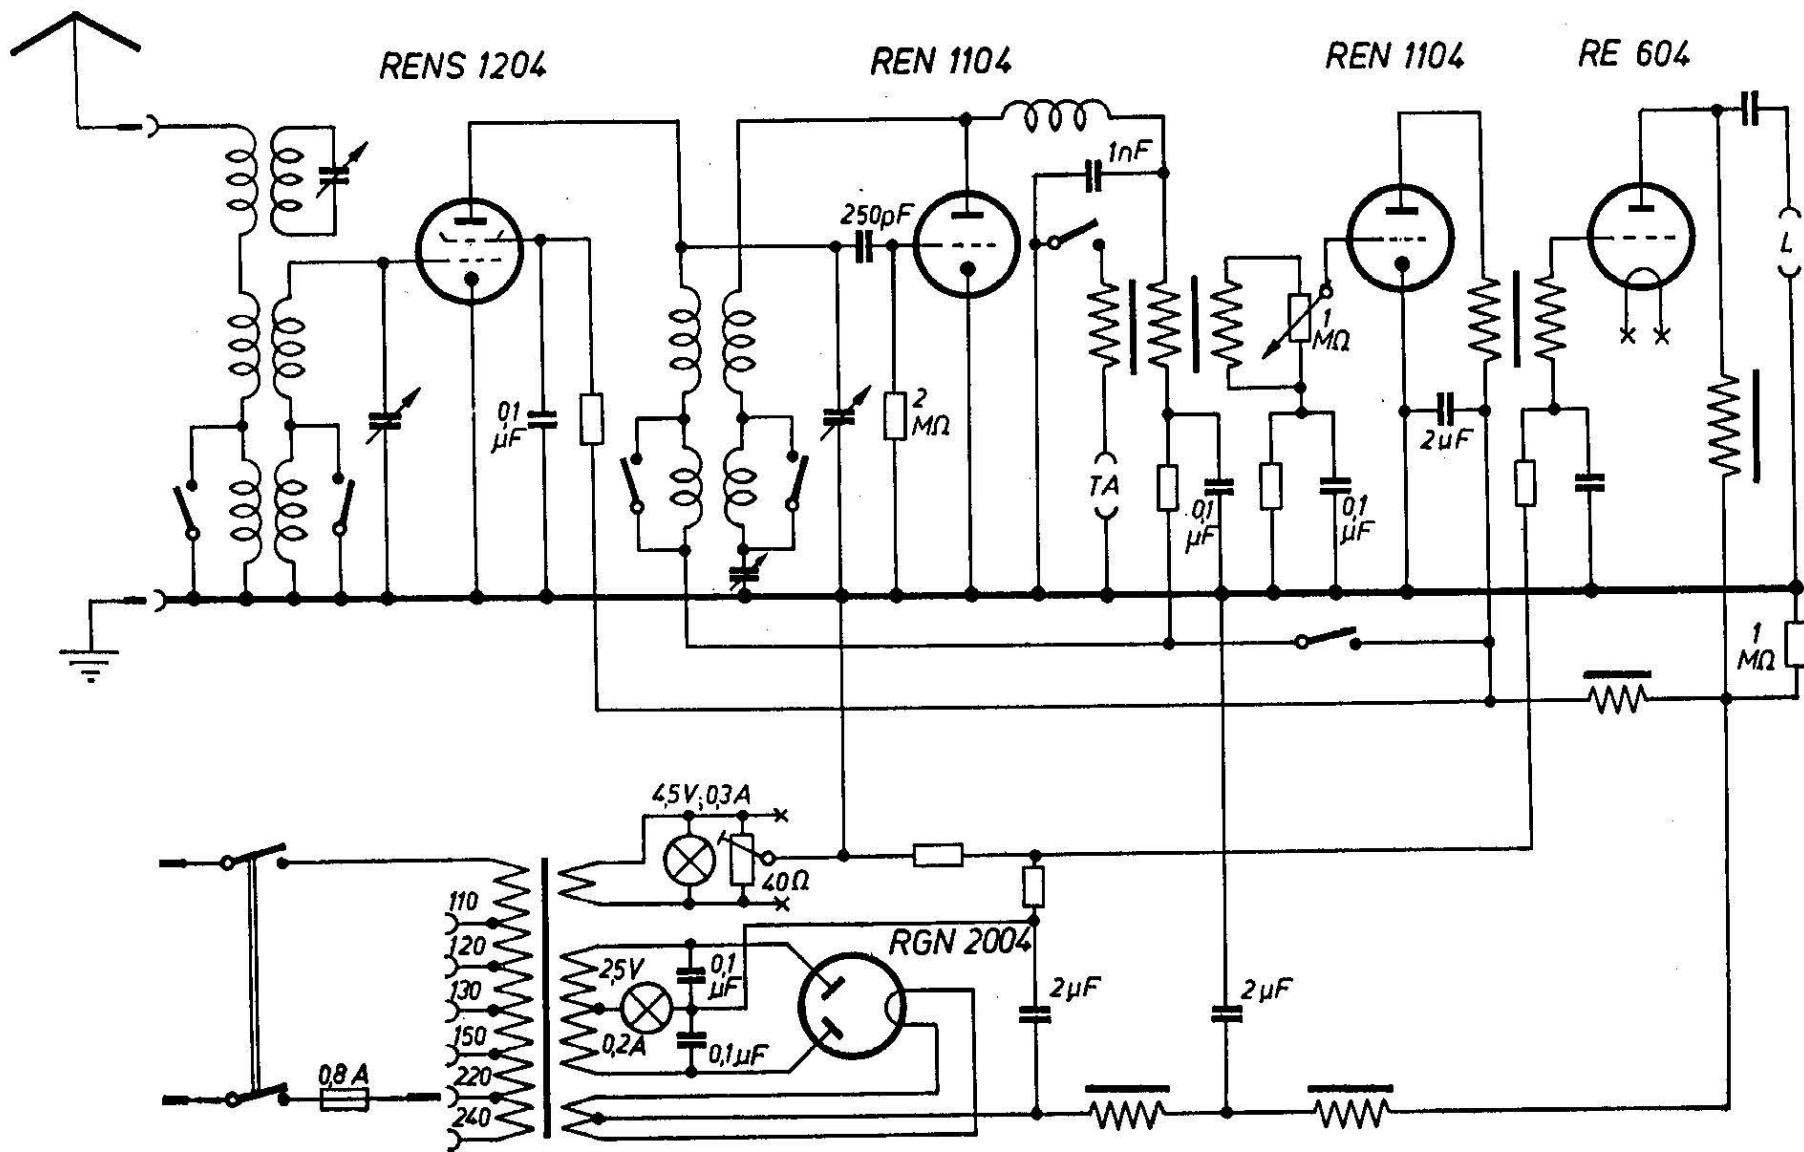 RENS 1204
REN 1104
REN 1104
RE 604
1nF
250pF
L
1
MΩ
0,1
µF
2
MΩ
2µF
TA
0,1
µF
0,1
µF
1
MΩ
4,5V; 0,3A
40Ω
110
120
130
150
220
240
0,8A
RGN 2004
2,5V
0,2A
0,1
µF
0,1µF
2µF
2µF